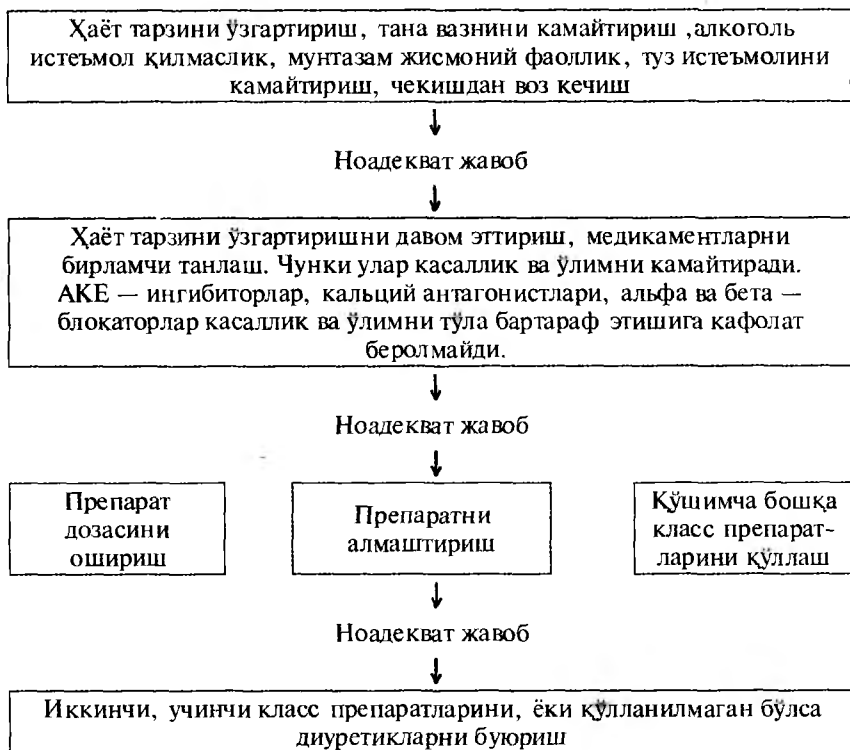 Ҳаёт тарзини ўзгартириш, тана вазнини камайтириш ,алкоголь
истеъмол қилмаслик, мунтазам жисмоний фаоллик, туз истеъмолини
камайтириш, чекишдан воз кечиш
Ноадекват жавоб
Ҳаёт тарзини ўзгартиришни давом эттириш, медикаментларни
бирламчи танлаш. Чунки улар касаллик ва ўлимни камайтиради.
АКЕ — ингибиторлар, кальций антагонистлари, альфа ва бета —
блокаторлар касаллик ва ўлимни тўла бартараф этишига кафолат
беролмайди.
Ноадекват жавоб
Препарат
дозасини
ошириш
Препаратни
алмаштириш
Қўшимча бошқа
класс препарат-
ларини қўллаш
Ноадекват жавоб
Иккинчи, учинчи класс препаратларини, ёки қўлланилмаган бўлса
диуретикларни буюриш